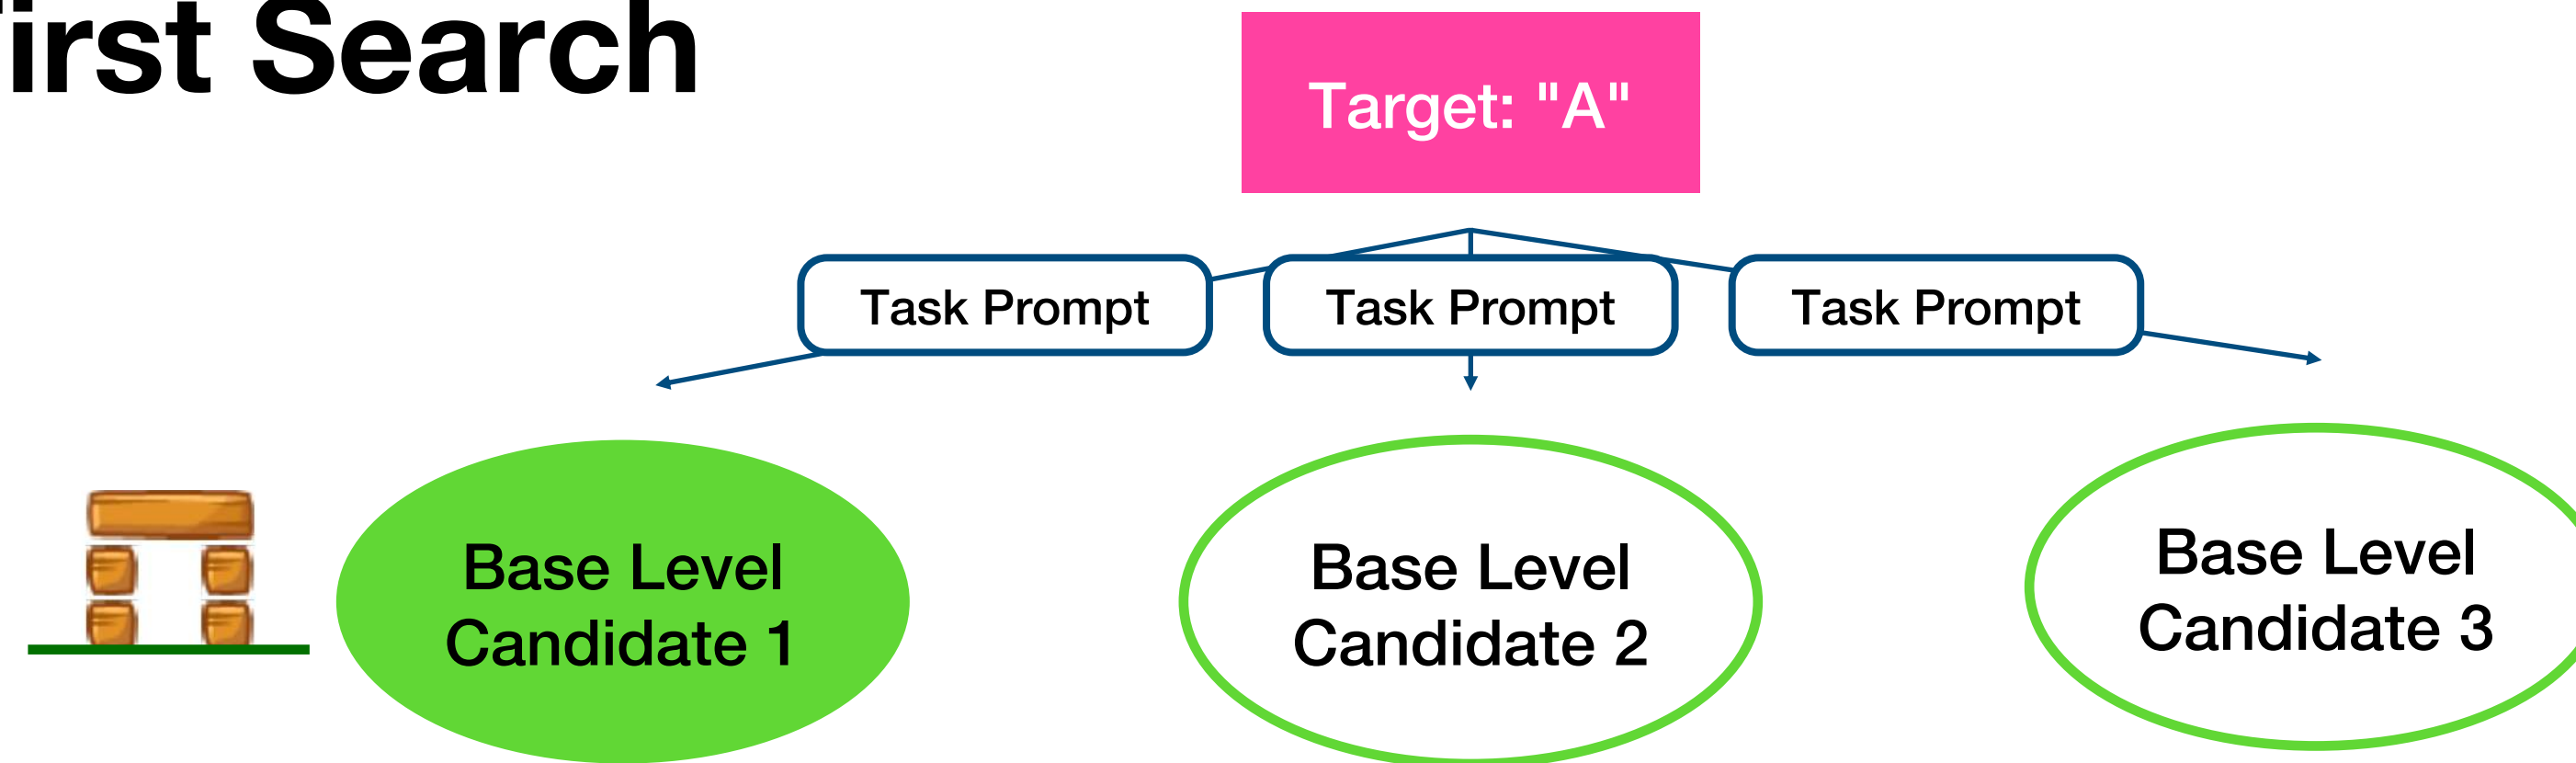 irst Search
Target: "A"
Task Prompt
Task Prompt
Task Prompt
Base Level
Candidate 1
Base Level
Candidate 2
Base Level
Candidate 3